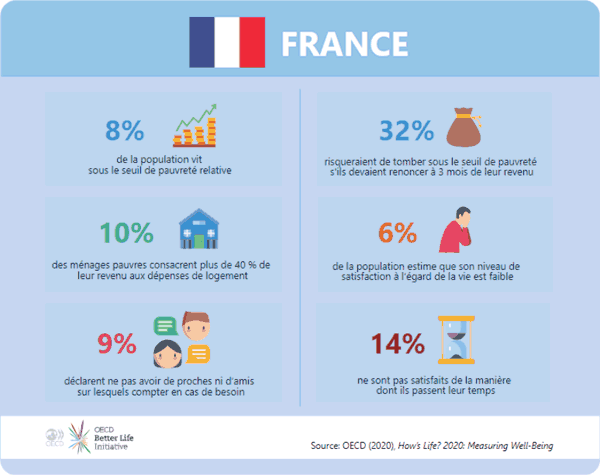 FRANCE
8%
de la population vit
sous le seuil de pauvreté relative
32%
risqueraient de tomber sous le seuil de pauvreté
s'ils devaient renoncer à 3 mois de leur revenu
10%
des ménages pauvres consacrent plus de 40 % de
leur revenu aux dépenses de logement
6%
de la population estime que son niveau de
satisfaction à l'égard de la vie est faible
9%
déclarent ne pas avoir de proches ni d'amis
sur lesquels compter en cas de besoin
14%
ne sont pas satisfaits de la manière
dont ils passent leur temps
OECD
OECD
Better Life
Initiative
Source: OECD (2020), How's Life? 2020: Measuring Well-Being